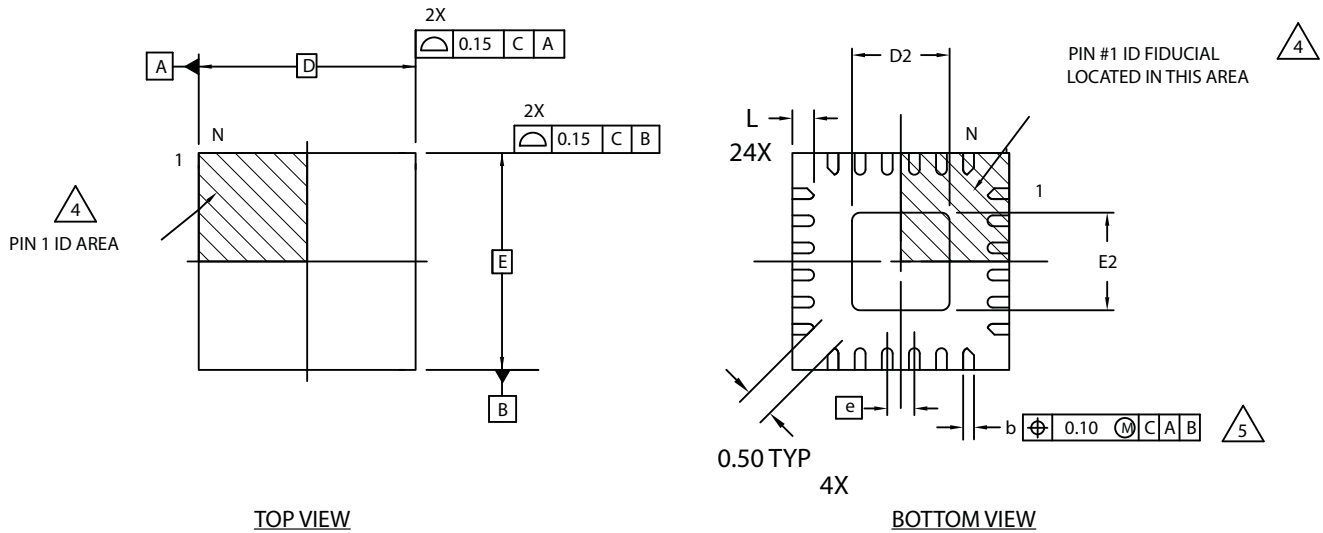 2X
0.15 C A
A
D
2X
0.15 C B
N
1
4
PIN 1 ID AREA
E
B
TOP VIEW
D2
PIN #1 ID FIDUCIAL
LOCATED IN THIS AREA
4
L
24X
N
1
E2
e
b
0.10 Ⓜ C A B
5
0.50 TYP
4X
BOTTOM VIEW